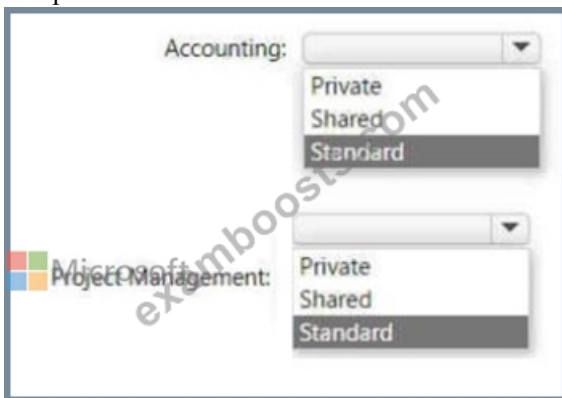 Accounting:
Private
Shared
Standard
Microsoft
Project Management:
Private
Shared
Standard
examboosts.com